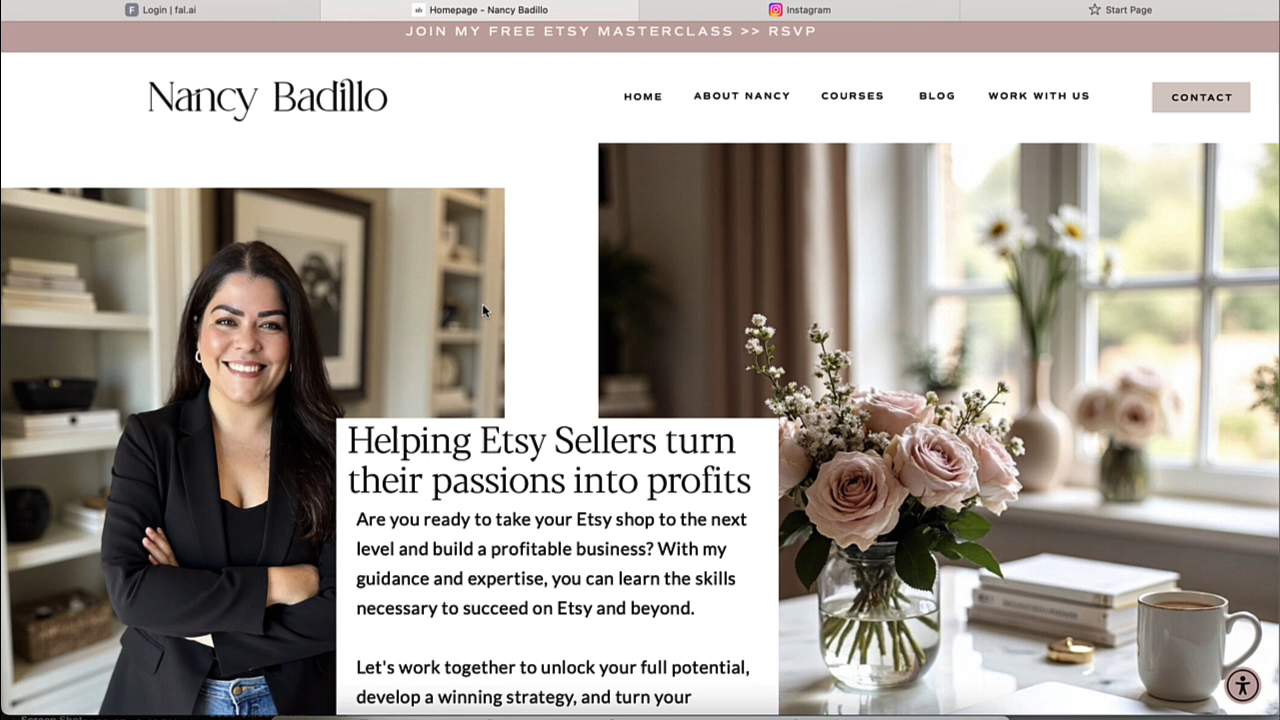 Login | fal.ai
sb Homepage - Nancy Badillo
Instagram
Start Page
JOIN MY FREE ETSY MASTERCLASS >> RSVP
Nancy Badillo
HOME
ABOUT NANCY
COURSES
BLOG
WORK WITH US
CONTACT
Helping Etsy Sellers turn
their passions into profits
Are you ready to take your Etsy shop to the next
level and build a profitable business? With my
guidance and expertise, you can learn the skills
necessary to succeed on Etsy and beyond.
Let's work together to unlock your full potential,
develop a winning strategy, and turn your